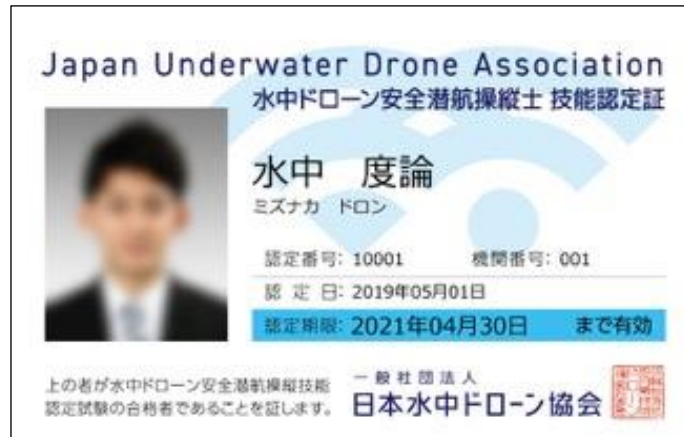 Japan Underwater Drone Association
水中ドローン安全潜航操縦士 技能認定証
水中　度論
ミズナカ　ドロン
認定番号: 10001　機関番号: 001
認 定 日: 2019年05月01日
認定期限: 2021年04月30日　まで有効
上の者が水中ドローン安全潜航操縦技能
認定試験の合格者であることを証します。
一般社団法人
日本水中ドローン協会